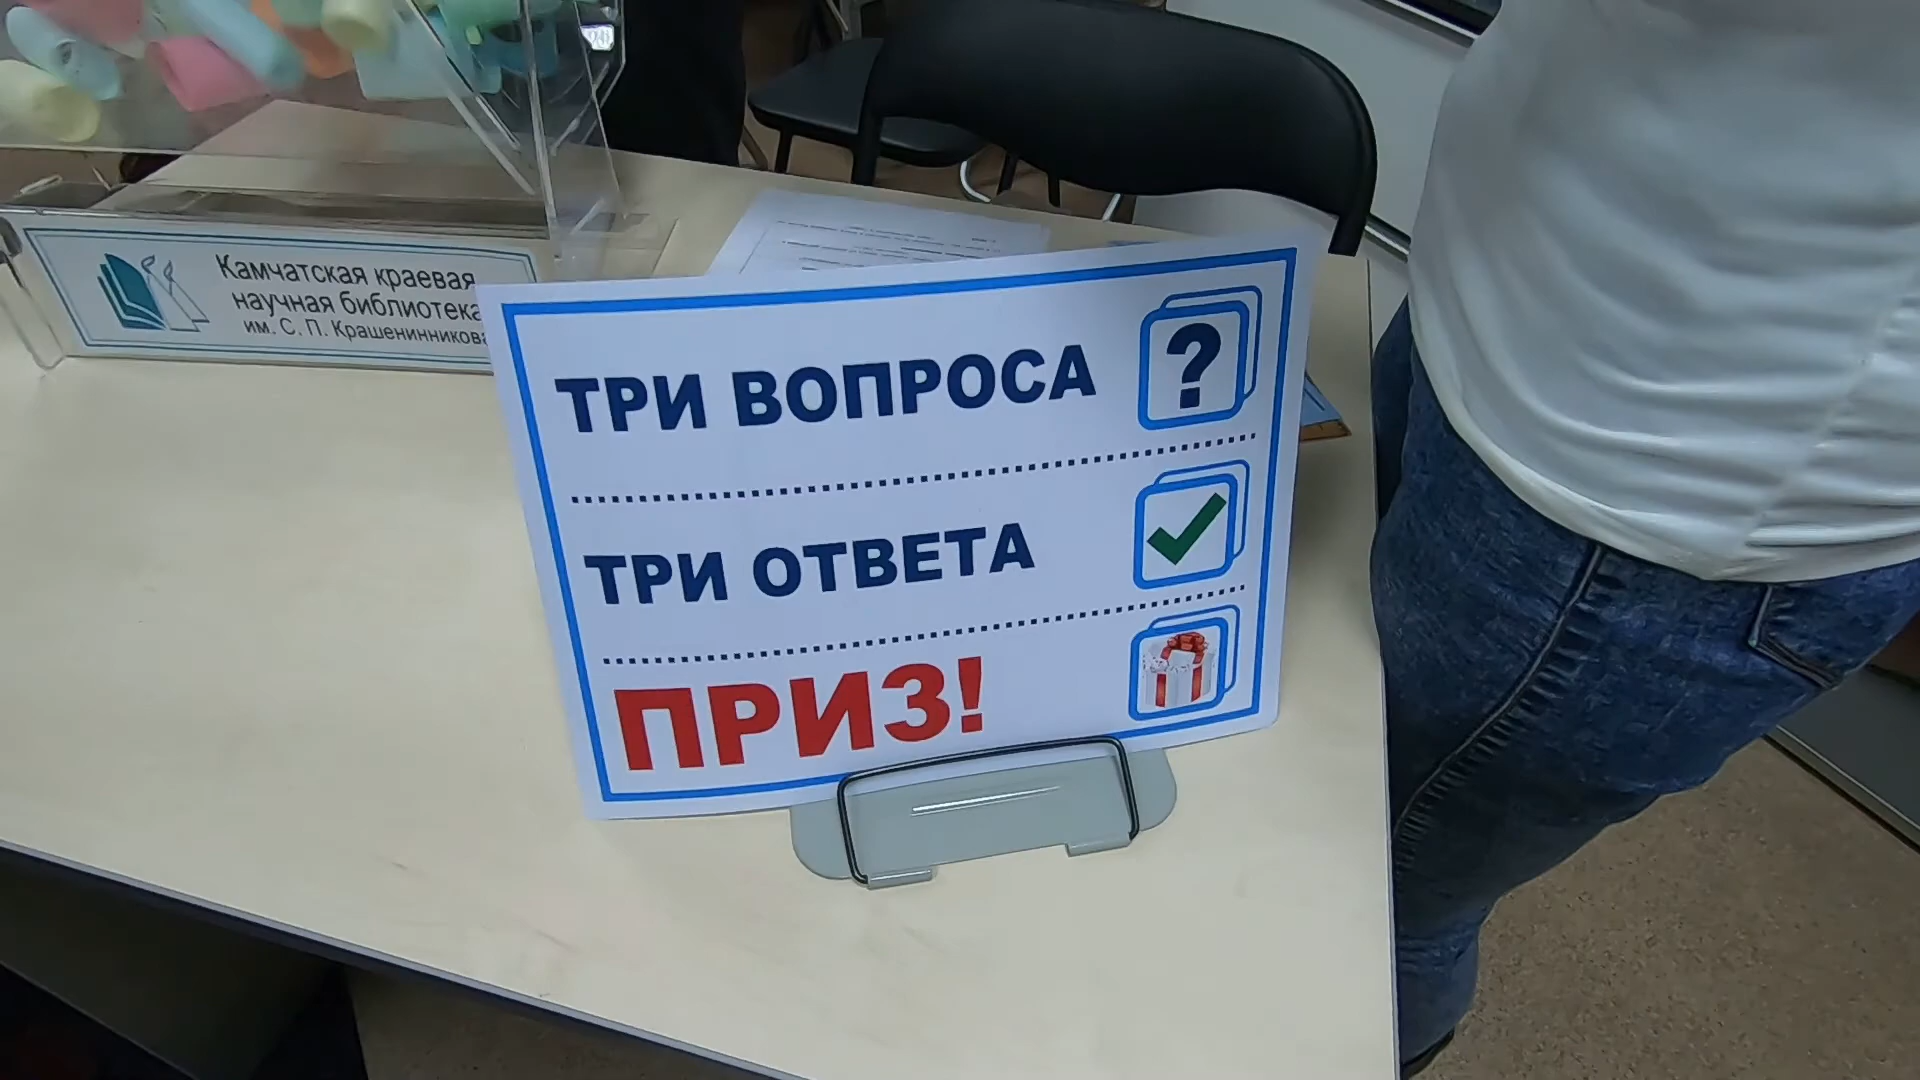 Камчатская краевая
научная библиотека
им. С. П. Крашенинникова
ТРИ ВОПРОСА ?
ТРИ ОТВЕТА
ПРИЗ!